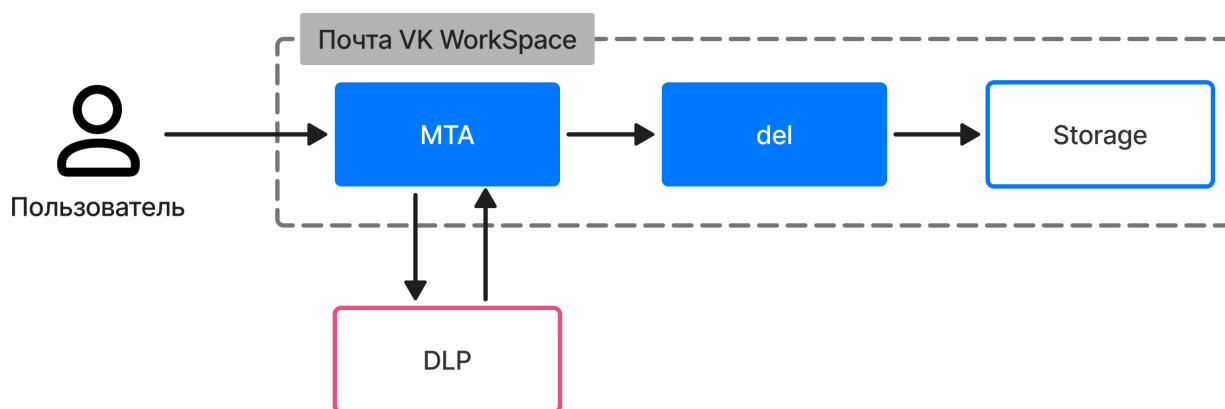 Почта VK WorkSpace
MTA
del
Storage
Пользователь
DLP